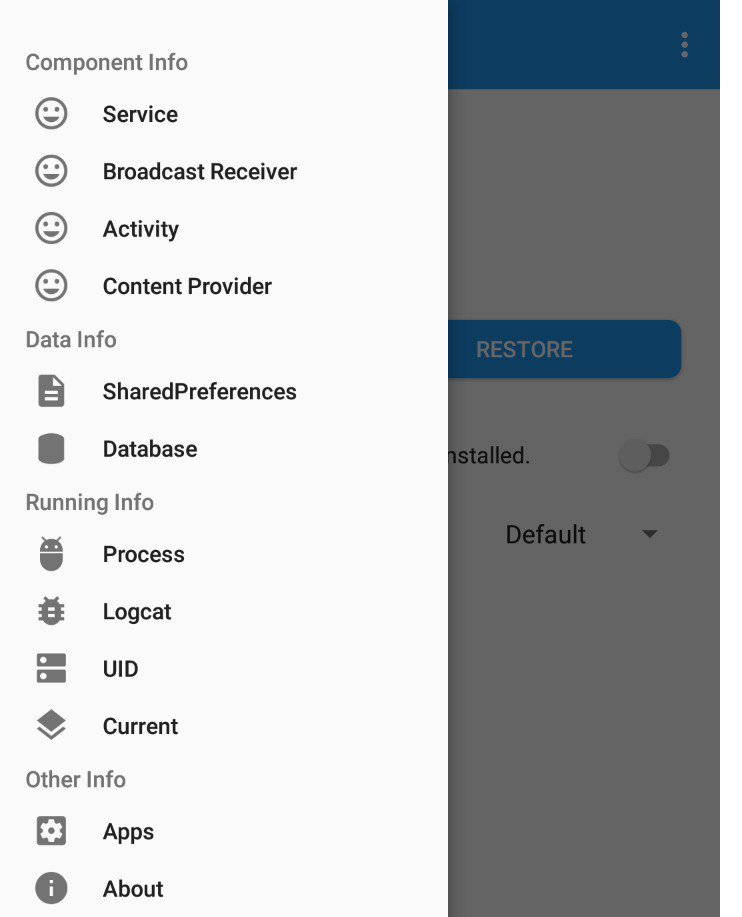 Component Info
Service
Broadcast Receiver
Activity
Content Provider
RESTORE
Data Info
SharedPreferences
nstalled.
Database
Running Info
Default
Process
Logcat
UID
Current
Other Info
Apps
About